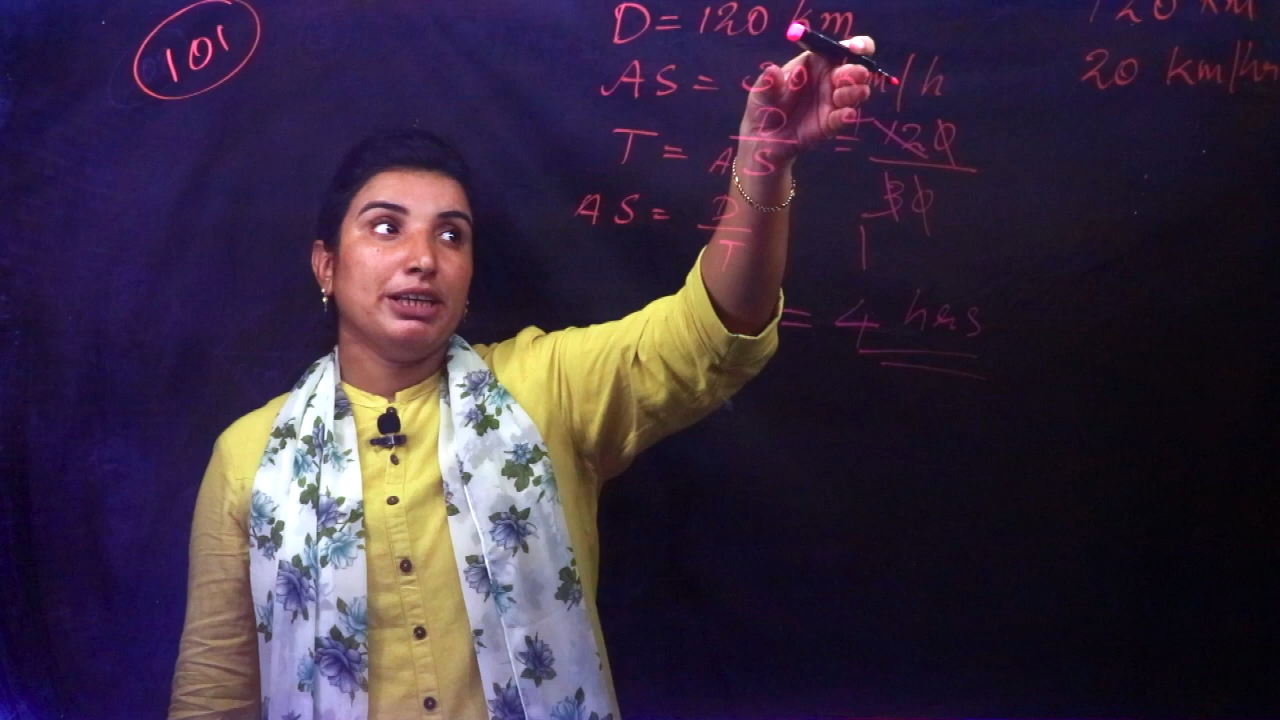 101
D = 120 km
AS = 30 km/h
T = D/AS = 4 120/30 1
AS = D/T
= 4 hrs
120 km
20 km/hr